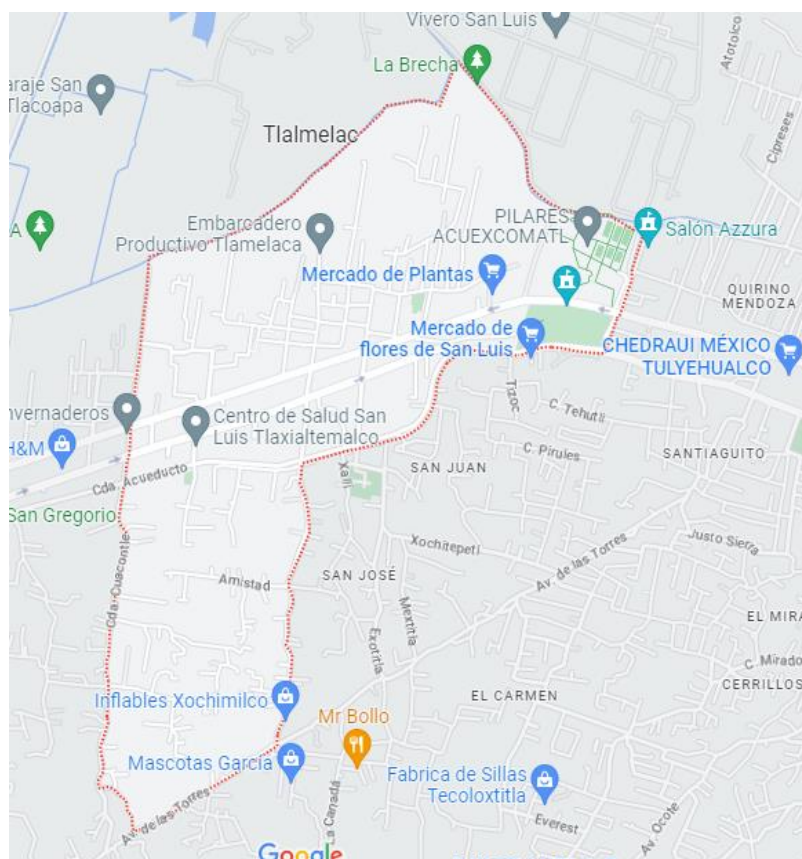 Vivero San Luis
La Brecha
Atotolco
araje San
Tlacoapa
Tlalmelac
Cipreses
Embarcadero
Productivo Tlamelaca
PILARES
ACUEXCOMATL
Salón Azzura
A
Mercado de Plantas
QUIRINO
MENDOZA
Mercado de
flores de San Luis
CHEDRAUI MÉXICO
TULYEHUALCO
Tizoc
C. Tehutli
nvernaderos
Centro de Salud San
Luis Tlaxialtemalco
H&M
C. Pirules
SANTIAGUITO
SAN JUAN
Xalli
Cda. Acueducto
San Gregorio
Xochitepetl
Justo Sierra
Av. de las Torres
Cda. Cuacontle
Amistad
SAN JOSÉ
Mextitla
Exotitla
EL MIRA
C. Mirado
CERRILLOS
EL CARMEN
Inflables Xochimilco
Mr Bollo
Mascotas García
Fabrica de Sillas
Tecoloxtitla
Av. de las Torres
La Canadá
Everest
Av. Ocote
Google